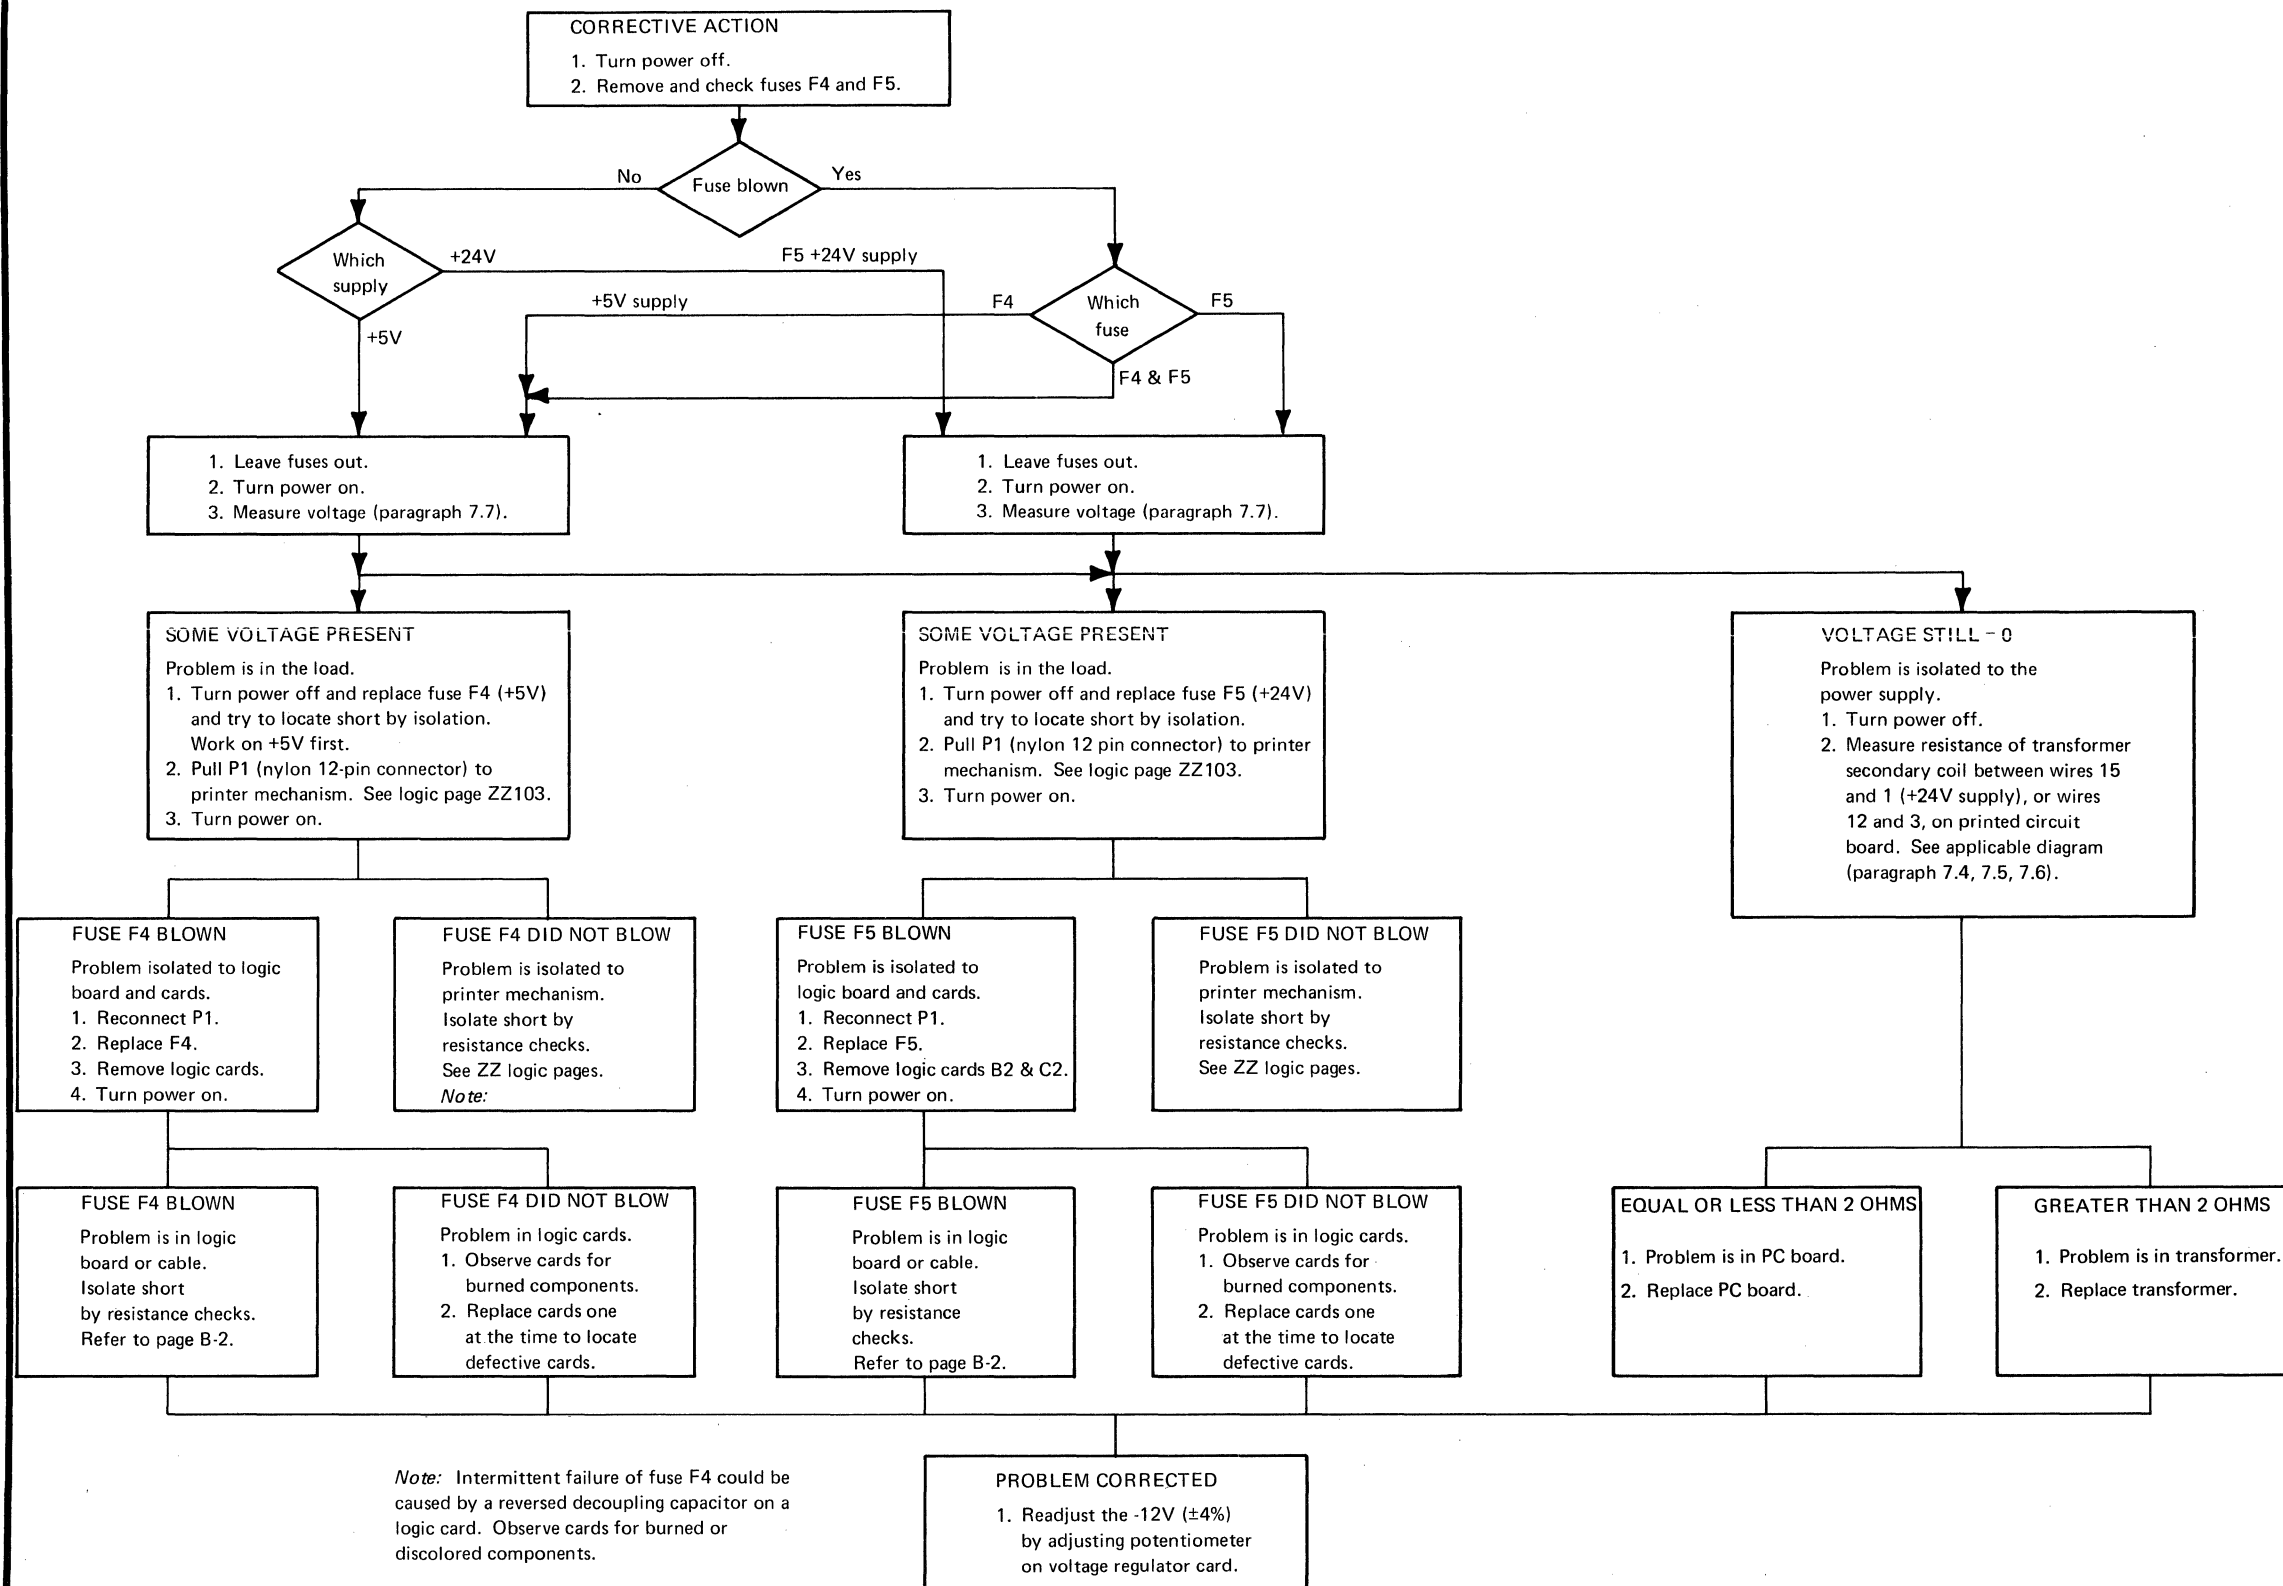 CORRECTIVE ACTION
1. Turn power off.
2. Remove and check fuses F4 and F5.
No
Fuse blown
Yes
Which
supply
+24V
F5 +24V supply
+5V
+5V supply
F4
Which
fuse
F5
F4 & F5
1. Leave fuses out.
2. Turn power on.
3. Measure voltage (paragraph 7.7).
1. Leave fuses out.
2. Turn power on.
3. Measure voltage (paragraph 7.7).
SOME VOLTAGE PRESENT
Problem is in the load.
1. Turn power off and replace fuse F4 (+5V)
and try to locate short by isolation.
Work on +5V first.
2. Pull P1 (nylon 12-pin connector) to
printer mechanism. See logic page ZZ103.
3. Turn power on.
SOME VOLTAGE PRESENT
Problem is in the load.
1. Turn power off and replace fuse F5 (+24V)
and try to locate short by isolation.
2. Pull P1 (nylon 12 pin connector) to printer
mechanism. See logic page ZZ103.
3. Turn power on.
VOLTAGE STILL – 0
Problem is isolated to the
power supply.
1. Turn power off.
2. Measure resistance of transformer
secondary coil between wires 15
and 1 (+24V supply), or wires
12 and 3, on printed circuit
board. See applicable diagram
(paragraph 7.4, 7.5, 7.6).
FUSE F4 BLOWN
Problem isolated to logic
board and cards.
1. Reconnect P1.
2. Replace F4.
3. Remove logic cards.
4. Turn power on.
FUSE F4 DID NOT BLOW
Problem is isolated to
printer mechanism.
Isolate short by
resistance checks.
See ZZ logic pages.
Note:
FUSE F5 BLOWN
Problem is isolated to
logic board and cards.
1. Reconnect P1.
2. Replace F5.
3. Remove logic cards B2 & C2.
4. Turn power on.
FUSE F5 DID NOT BLOW
Problem is isolated to
printer mechanism.
Isolate short by
resistance checks.
See ZZ logic pages.
FUSE F4 BLOWN
Problem is in logic
board or cable.
Isolate short
by resistance checks.
Refer to page B-2.
FUSE F4 DID NOT BLOW
Problem in logic cards.
1. Observe cards for
burned components.
2. Replace cards one
at the time to locate
defective cards.
FUSE F5 BLOWN
Problem is in logic
board or cable.
Isolate short
by resistance
checks.
Refer to page B-2.
FUSE F5 DID NOT BLOW
Problem is in logic cards.
1. Observe cards for
burned components.
2. Replace cards one
at the time to locate
defective cards.
EQUAL OR LESS THAN 2 OHMS
1. Problem is in PC board.
2. Replace PC board.
GREATER THAN 2 OHMS
1. Problem is in transformer.
2. Replace transformer.
Note: Intermittent failure of fuse F4 could be
caused by a reversed decoupling capacitor on a
logic card. Observe cards for burned or
discolored components.
PROBLEM CORRECTED
1. Readjust the -12V (±4%)
by adjusting potentiometer
on voltage regulator card.